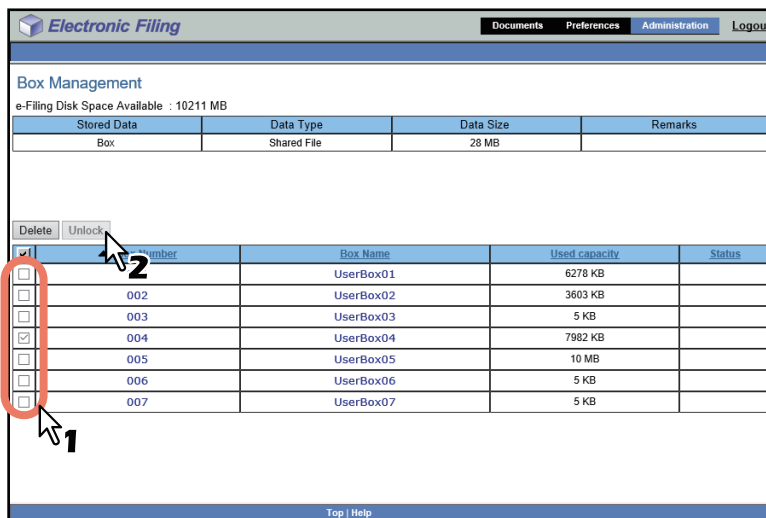 Electronic Filing
Documents Preferences Administration Logou
Box Management
e-Filing Disk Space Available : 10211 MB
Stored Data Data Type Data Size Remarks
Box Shared File 28 MB
Delete Unlock
2
Number Box Name Used capacity Status
UserBox01 6278 KB
002 UserBox02 3603 KB
003 UserBox03 5 KB
004 UserBox04 7982 KB
005 UserBox05 10 MB
006 UserBox06 5 KB
007 UserBox07 5 KB
1
Top | Help